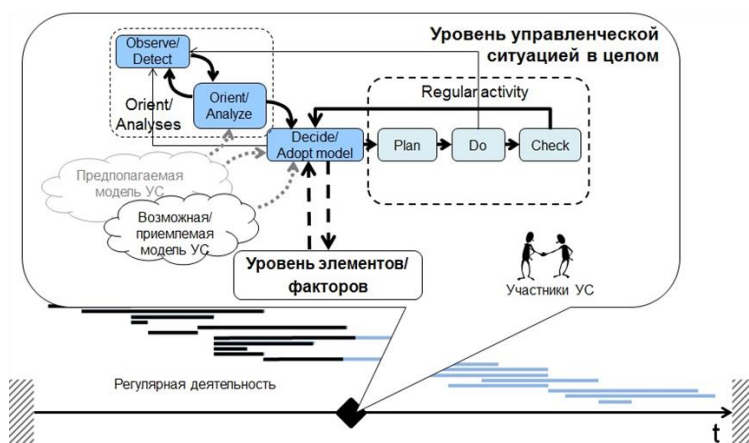 Уровень управленческой
ситуацией в целом
Observe/
Detect
Orient/
Analyze
Orient/
Analyses
Regular activity
Decide/
Adopt model
Plan
Do
Check
Предполагаемая
модель УС
Возможная/
приемлемая
модель УС
Уровень элементов/
факторов
Участники УС
Регулярная деятельность
t